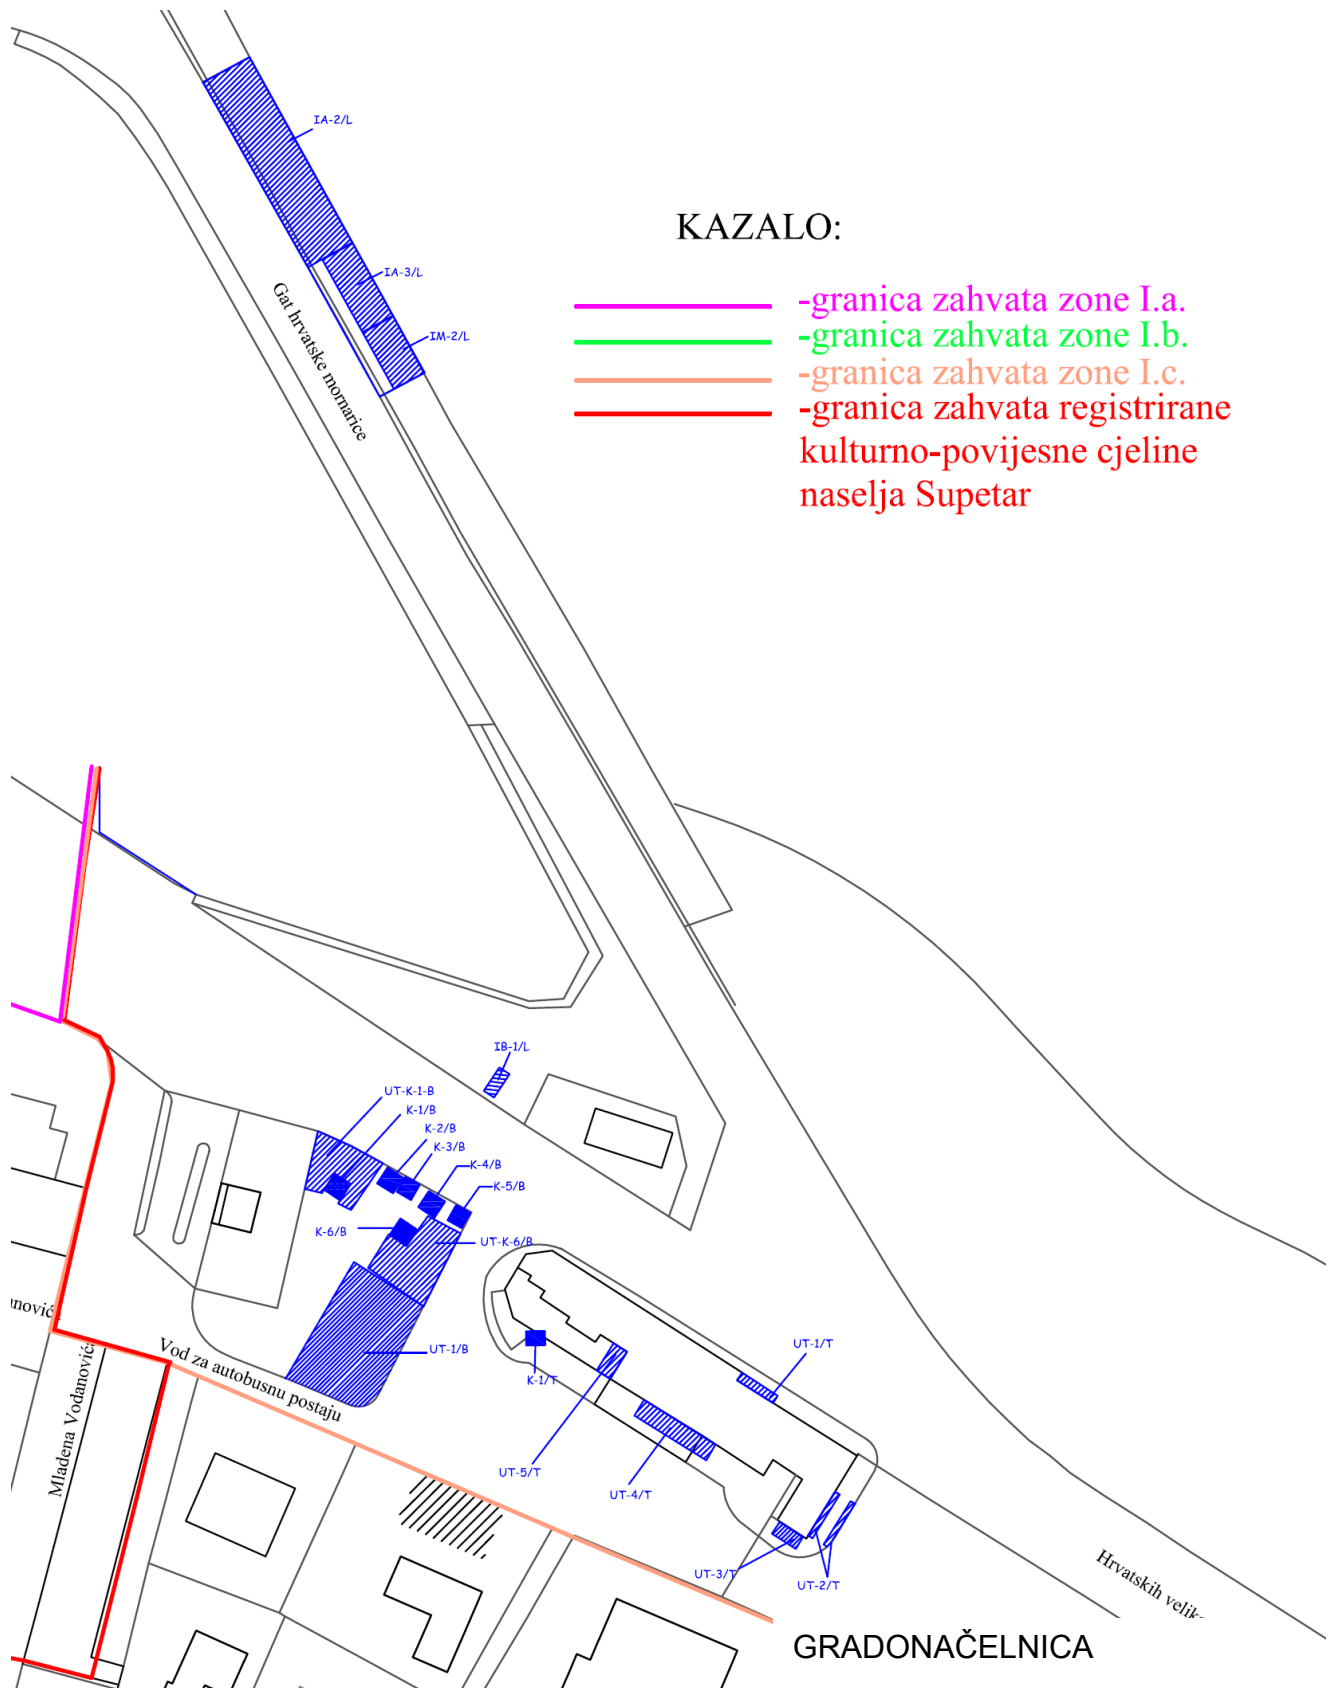 IA-2/L
KAZALO:
IA-3/L
-granica zahvata zone I.a.
Gat hrvatske mornarice
-granica zahvata zone I.b.
IM-2/L
-granica zahvata zone I.c.
-granica zahvata registrirane
kulturno-povijesne cjeline
naselja Supetar
IB-1/L
UT-K-1-B
K-1/B
K-2/B
K-3/B
K-4/B
K-5/B
K-6/B
UT-K-6/B
UT-1/B
UT-1/T
K-1/T
Vod za autobusnu postaju
Mladena Vodanovića
UT-5/T
UT-4/T
UT-3/T
UT-2/T
GRADONAČELNICA